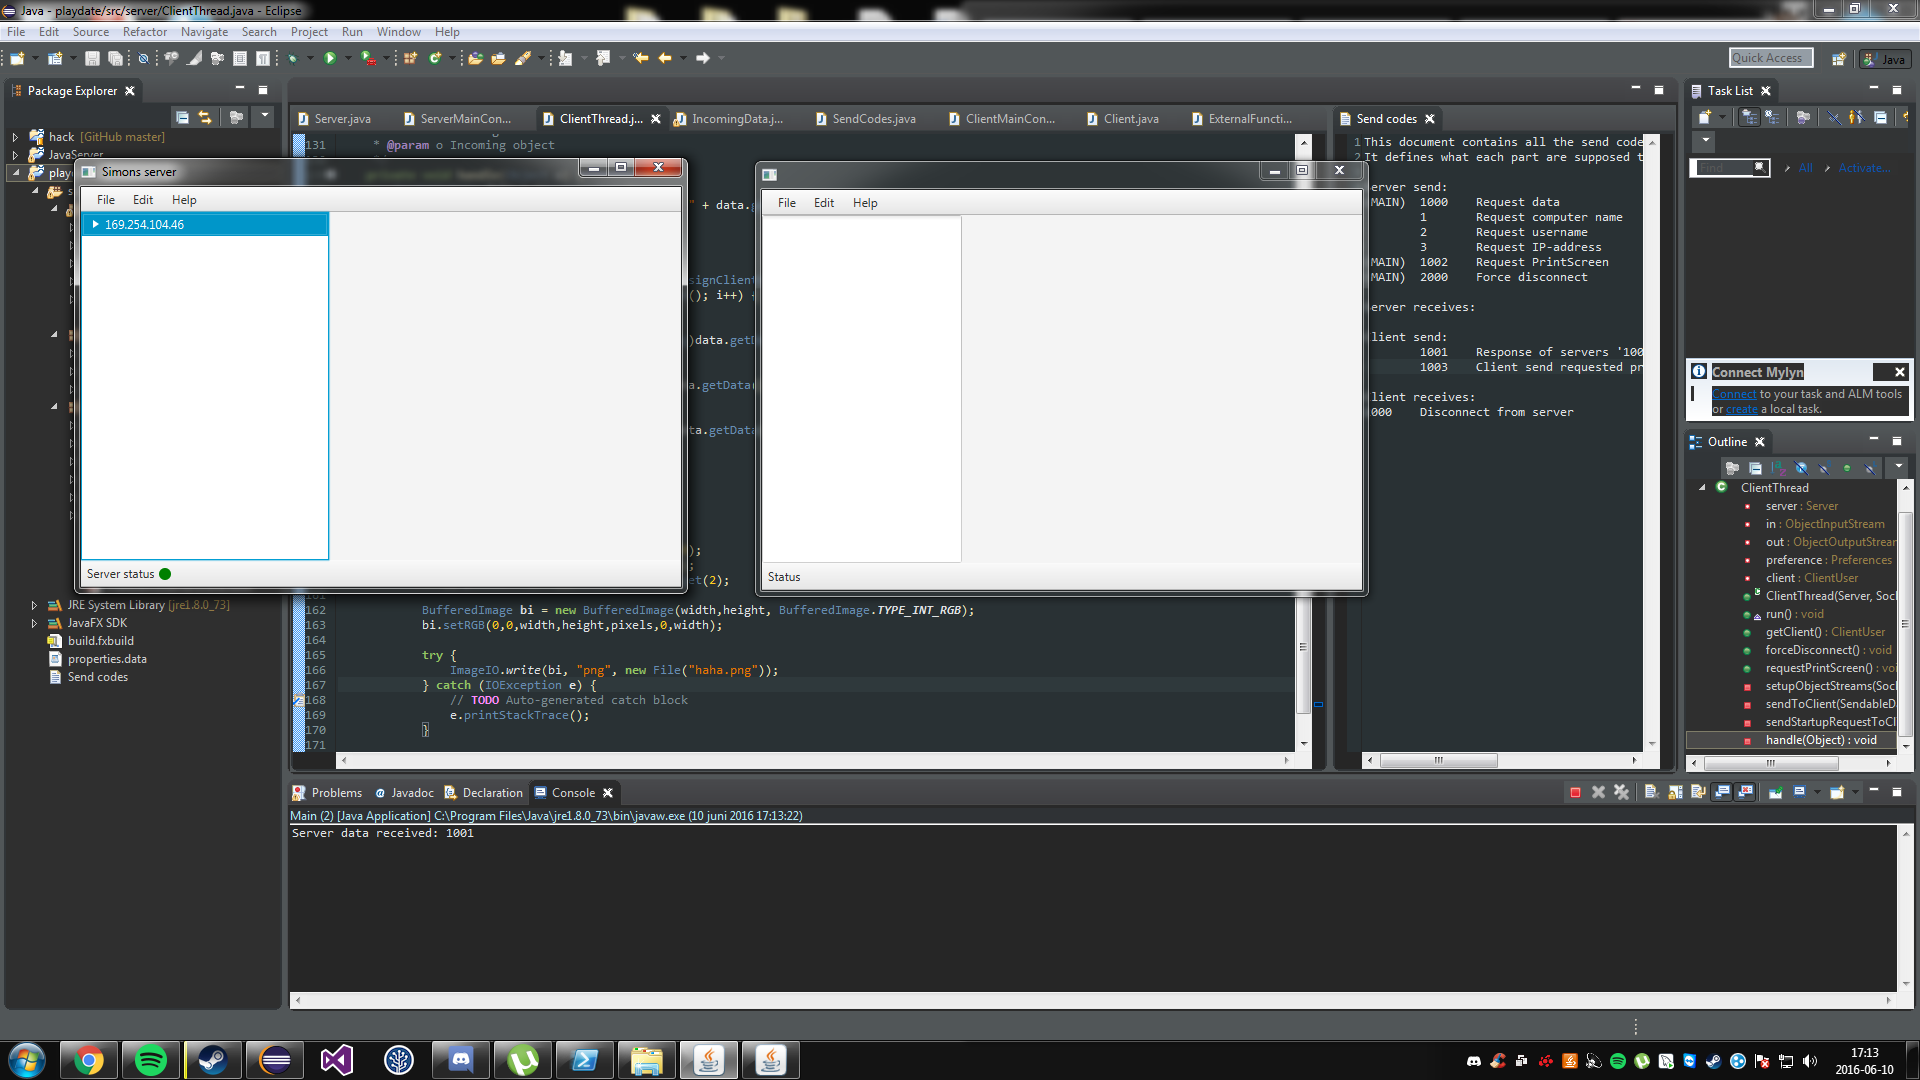 Java - playdate/src/server/ClientThread.java - Eclipse
File Edit Source Refactor Navigate Search Project Run Window Help
Quick Access
Java
Package Explorer
hack [GitHub master]
JavaServer
play
JRE System Library [jre1.8.0_73]
JavaFX SDK
build.fxbuild
properties.data
Send codes
Simons server
File Edit Help
169.254.104.46
Server status
File Edit Help
Status
Server.java
ServerMainCon...
ClientThread.j...
IncomingData.j...
SendCodes.java
ClientMainCon...
Client.java
ExternalFuncti...
131 * @param o Incoming object
" + data.g
signClient
(); i++)
)data.getD
a.getData(
ta.getData
);
;
et(2);
161
162 BufferedImage bi = new BufferedImage(width,height, BufferedImage.TYPE_INT_RGB);
163 bi.setRGB(0,0,width,height,pixels,0,width);
164
165 try {
166 ImageIO.write(bi, "png", new File("haha.png"));
167 } catch (IOException e) {
168 // TODO Auto-generated catch block
169 e.printStackTrace();
170 }
171
Send codes
1 This document contains all the send code
2 It defines what each part are supposed t
erver send:
MAIN) 1000 Request data
1 Request computer name
2 Request username
3 Request IP-address
MAIN) 1002 Request PrintScreen
MAIN) 2000 Force disconnect
erver receives:
lient send:
1001 Response of servers '100
1003 Client send requested pr
lient receives:
000 Disconnect from server
Task List
Find
All
Activate...
Connect Mylyn
Connect to your task and ALM tools
or create a local task.
Outline
ClientThread
server : Server
in : ObjectInputStream
out : ObjectOutputStrear
preference : Preferences
client : ClientUser
ClientThread(Server, Sock
run() : void
getClient() : ClientUser
forceDisconnect() : void
requestPrintScreen() : voi
setupObjectStreams(Soc
sendToClient(SendableD
sendStartupRequestToCl
handle(Object) : void
Problems
Javadoc
Declaration
Console
Main (2) [Java Application] C:\Program Files\Java\jre1.8.0_73\bin\javaw.exe (10 juni 2016 17:13:22)
Server data received: 1001
17:13
2016-06-10